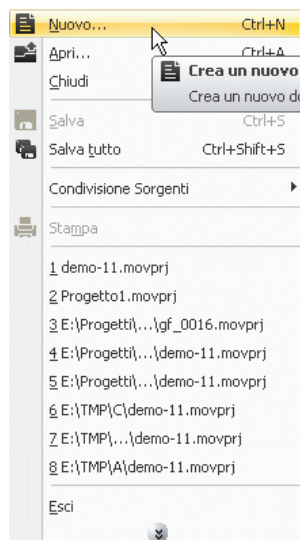 Nuovo... Ctrl+N
Apri... Ctrl+A
Crea un nuovo
Chiudi
Crea un nuovo
Salva Ctrl+S
Salva tutto Ctrl+Shift+S
Condivisione Sorgenti
Stampa
1 demo-11.movprj
2 Progetto1.movprj
3 E:\Progetti\...\gf_0016.movprj
4 E:\Progetti\...\demo-11.movprj
5 E:\Progetti\...\demo-11.movprj
6 E:\TMP\C\demo-11.movprj
7 E:\TMP\...\demo-11.movprj
8 E:\TMP\A\demo-11.movprj
Esci